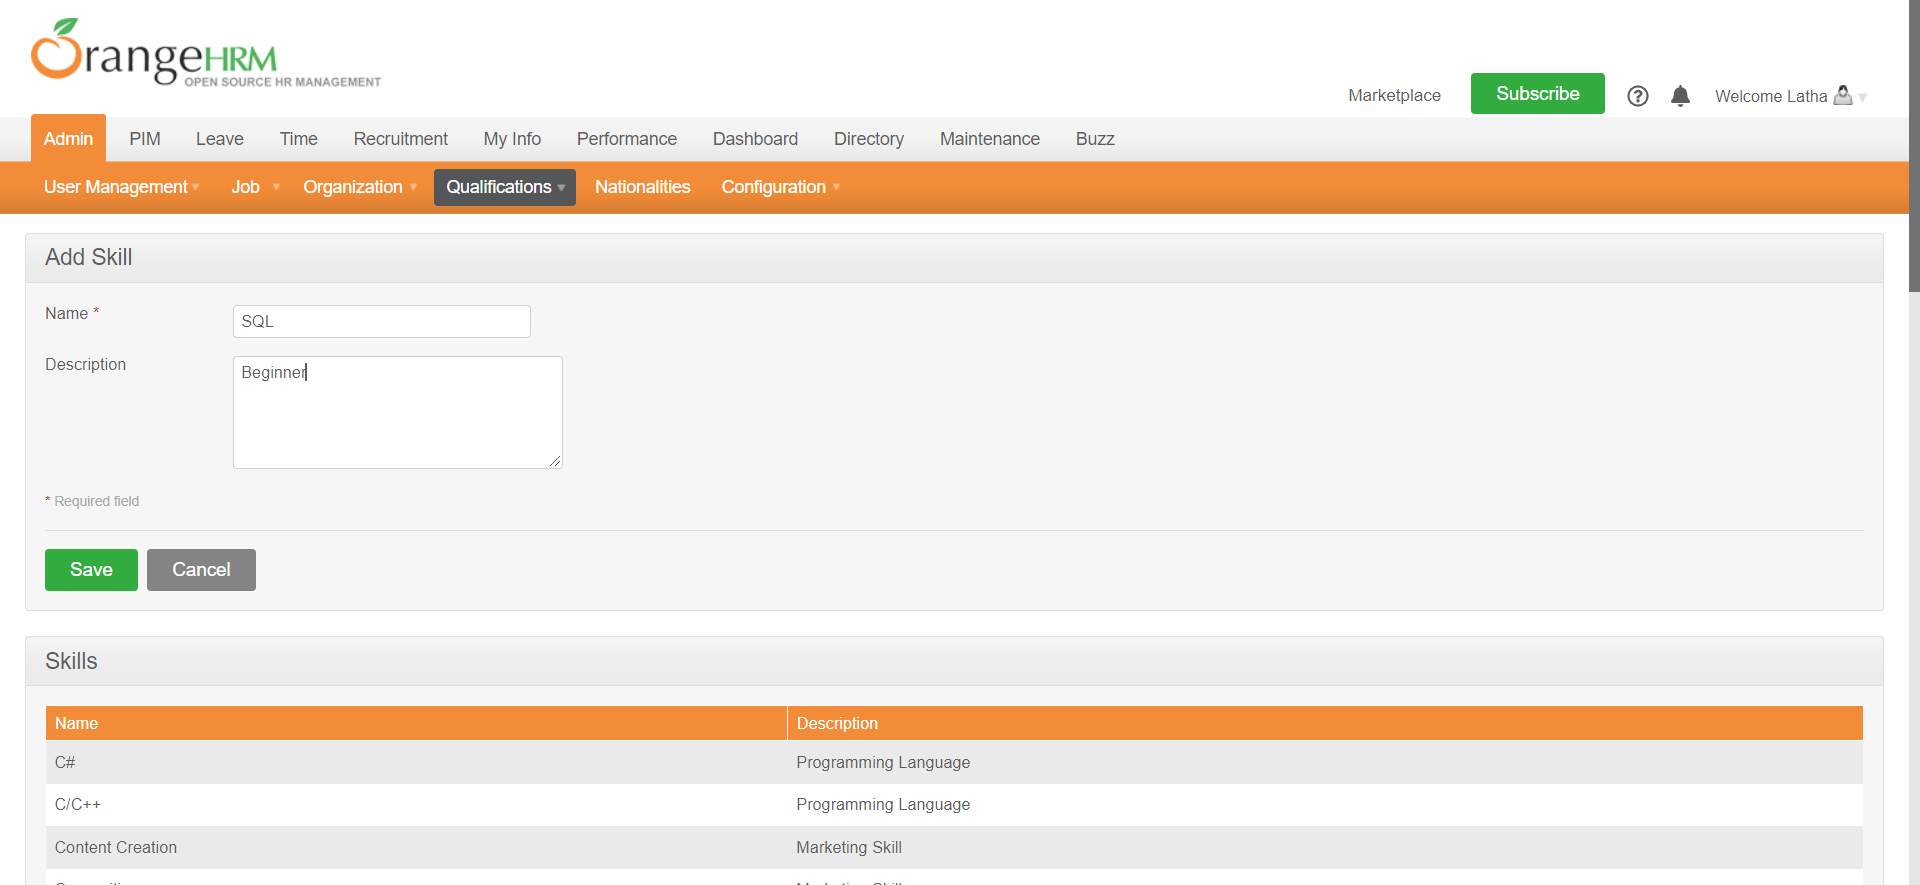 OrangeHRM
OPEN SOURCE HR MANAGEMENT
Marketplace Subscribe Welcome Latha
Admin PIM Leave Time Recruitment My Info Performance Dashboard Directory Maintenance Buzz
User Management Job Organization Qualifications Nationalities Configuration
Add Skill
Name * SQL
Description Beginner
* Required field
Save Cancel
Skills
Name Description
C# Programming Language
C/C++ Programming Language
Content Creation Marketing Skill